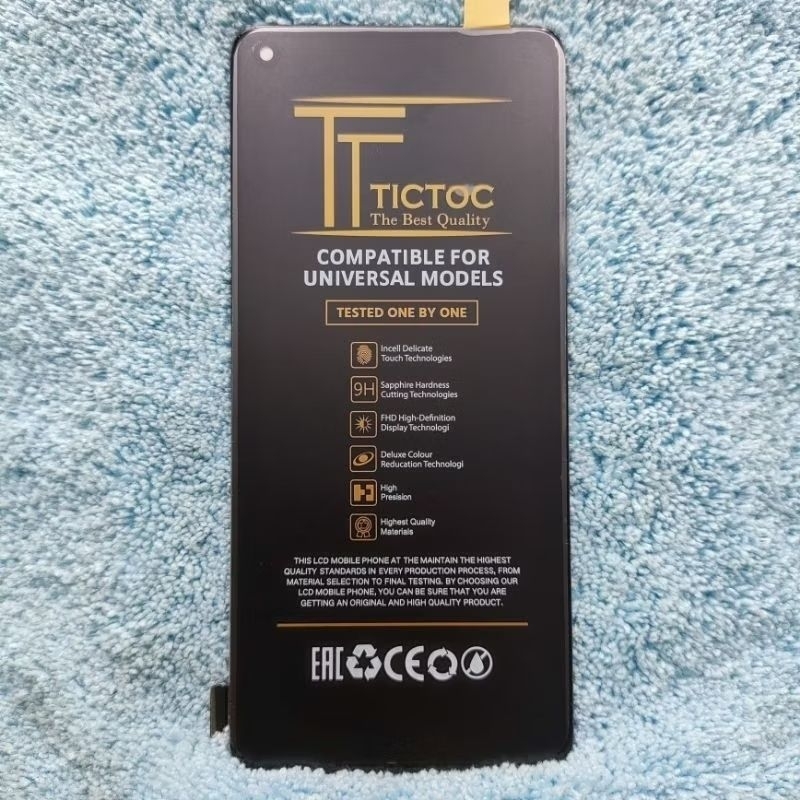 TT
TICTOC
The Best Quality
COMPATIBLE FOR
UNIVERSAL MODELS
TESTED ONE BY ONE
Incell Delicate
Touch Technologies
9H
Sapphire Hardness
Cutting Technologies
FHD High-Definition
Display Technologi
Deluxe Colour
Reducation Technologi
High
Presision
Highest Quality
Materials
THIS LCD MOBILE PHONE AT THE MAINTAIN THE HIGHEST
QUALITY STANDARDS IN EVERY PRODUCTION PROCESS, FROM
MATERIAL SELECTION TO FINAL TESTING. BY CHOOSING OUR
LCD MOBILE PHONE, YOU CAN BE SURE THAT YOU ARE
GETTING AN ORIGINAL AND HIGH QUALITY PRODUCT.
EAC CE